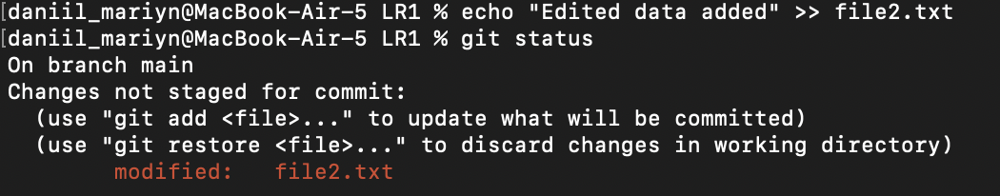 [daniil_mariyn@MacBook-Air-5 LR1 % echo "Edited data added" >> file2.txt
[daniil_mariyn@MacBook-Air-5 LR1 % git status
On branch main
Changes not staged for commit:
  (use "git add <file>..." to update what will be committed)
  (use "git restore <file>..." to discard changes in working directory)
        modified:   file2.txt